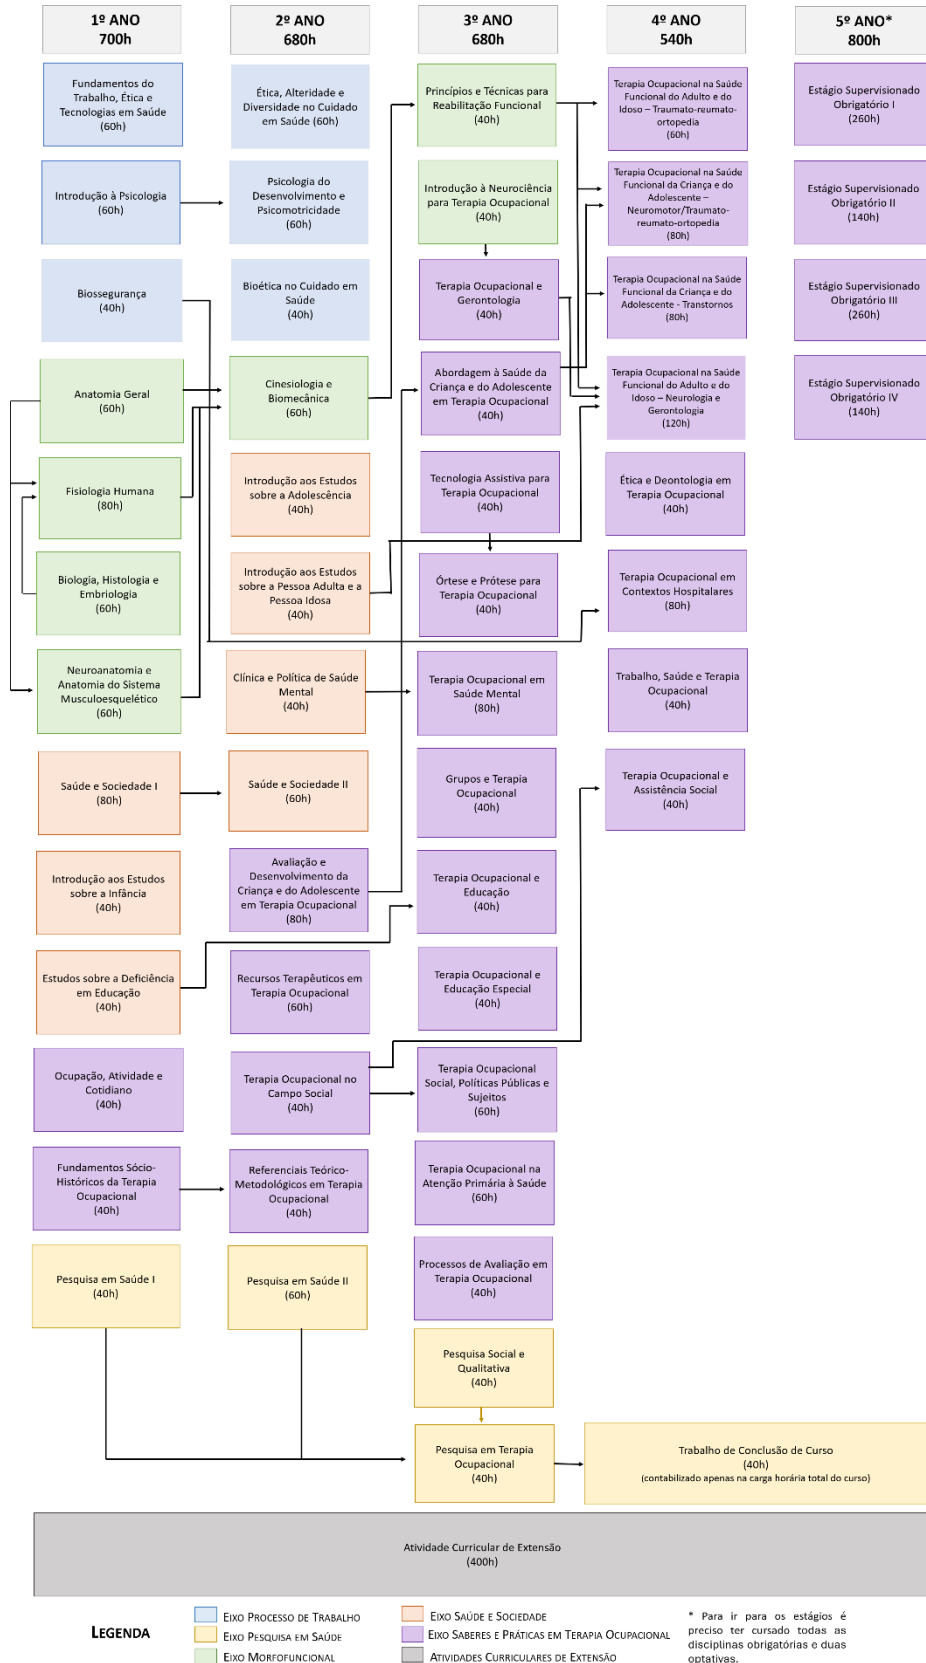 1º ANO
700h
2º ANO
680h
3º ANO
680h
4º ANO
540h
5º ANO*
800h
Fundamentos do
Trabalho, Ética e
Tecnologias em Saúde
(60h)
Introdução à Psicologia
(60h)
Biossegurança
(40h)
Anatomia Geral
(60h)
Fisiologia Humana
(80h)
Biologia, Histologia e
Embriologia
(60h)
Neuroanatomia e
Anatomia do Sistema
Musculoesquelético
(60h)
Saúde e Sociedade I
(80h)
Introdução aos Estudos
sobre a Infância
(40h)
Estudos sobre a Deficiência
em Educação
(40h)
Ocupação, Atividade e
Cotidiano
(40h)
Fundamentos Sócio-
Históricos da Terapia
Ocupacional
(40h)
Pesquisa em Saúde I
(40h)
Ética, Alteridade e
Diversidade no Cuidado
em Saúde (60h)
Psicologia do
Desenvolvimento e
Psicomotricidade
(60h)
Bioética no Cuidado em
Saúde
(40h)
Cinesiologia e
Biomecânica
(60h)
Introdução aos Estudos
sobre a Adolescência
(40h)
Introdução aos Estudos
sobre a Pessoa Adulta e a
Pessoa Idosa
(40h)
Clínica e Política de Saúde
Mental
(40h)
Saúde e Sociedade II
(60h)
Avaliação e
Desenvolvimento da
Criança e do Adolescente
em Terapia Ocupacional
(80h)
Recursos Terapêuticos em
Terapia Ocupacional
(60h)
Terapia Ocupacional no
Campo Social
(40h)
Referenciais Teórico-
Metodológicos em Terapia
Ocupacional
(40h)
Pesquisa em Saúde II
(60h)
Princípios e Técnicas para
Reabilitação Funcional
(40h)
Introdução à Neurociência
para Terapia Ocupacional
(40h)
Terapia Ocupacional e
Gerontologia
(40h)
Abordagem à Saúde da
Criança e do Adolescente
em Terapia Ocupacional
(40h)
Tecnologia Assistiva para
Terapia Ocupacional
(40h)
Órtese e Prótese para
Terapia Ocupacional
(40h)
Terapia Ocupacional em
Saúde Mental
(80h)
Grupos e Terapia
Ocupacional
(40h)
Terapia Ocupacional e
Educação
(40h)
Terapia Ocupacional e
Educação Especial
(40h)
Terapia Ocupacional
Social, Políticas Públicas e
Sujeitos
(60h)
Terapia Ocupacional na
Atenção Primária à Saúde
(60h)
Processos de Avaliação em
Terapia Ocupacional
(40h)
Pesquisa Social e
Qualitativa
(40h)
Pesquisa em Terapia
Ocupacional
(40h)
Terapia Ocupacional na Saúde
Funcional do Adulto e do
Idoso – Traumato-reumato-
ortopedia
(60h)
Terapia Ocupacional na Saúde
Funcional da Criança e do
Adolescente –
Neuromotor/Traumato-
reumato-ortopedia
(80h)
Terapia Ocupacional na Saúde
Funcional da Criança e do
Adolescente - Transtornos
(80h)
Terapia Ocupacional na Saúde
Funcional do Adulto e do
Idoso – Neurologia e
Gerontologia
(120h)
Ética e Deontologia em
Terapia Ocupacional
(40h)
Terapia Ocupacional em
Contextos Hospitalares
(80h)
Trabalho, Saúde e Terapia
Ocupacional
(40h)
Terapia Ocupacional e
Assistência Social
(40h)
Estágio Supervisionado
Obrigatório I
(260h)
Estágio Supervisionado
Obrigatório II
(140h)
Estágio Supervisionado
Obrigatório III
(260h)
Estágio Supervisionado
Obrigatório IV
(140h)
Trabalho de Conclusão de Curso
(40h)
(contabilizado apenas na carga horária total do curso)
Atividade Curricular de Extensão
(400h)
LEGENDA
EIXO PROCESSO DE TRABALHO
EIXO PESQUISA EM SAÚDE
EIXO MORFOFUNCIONAL
EIXO SAÚDE E SOCIEDADE
EIXO SABERES E PRÁTICAS EM TERAPIA OCUPACIONAL
ATIVIDADES CURRICULARES DE EXTENSÃO
* Para ir para os estágios é
preciso ter cursado todas as
disciplinas obrigatórias e duas
optativas.